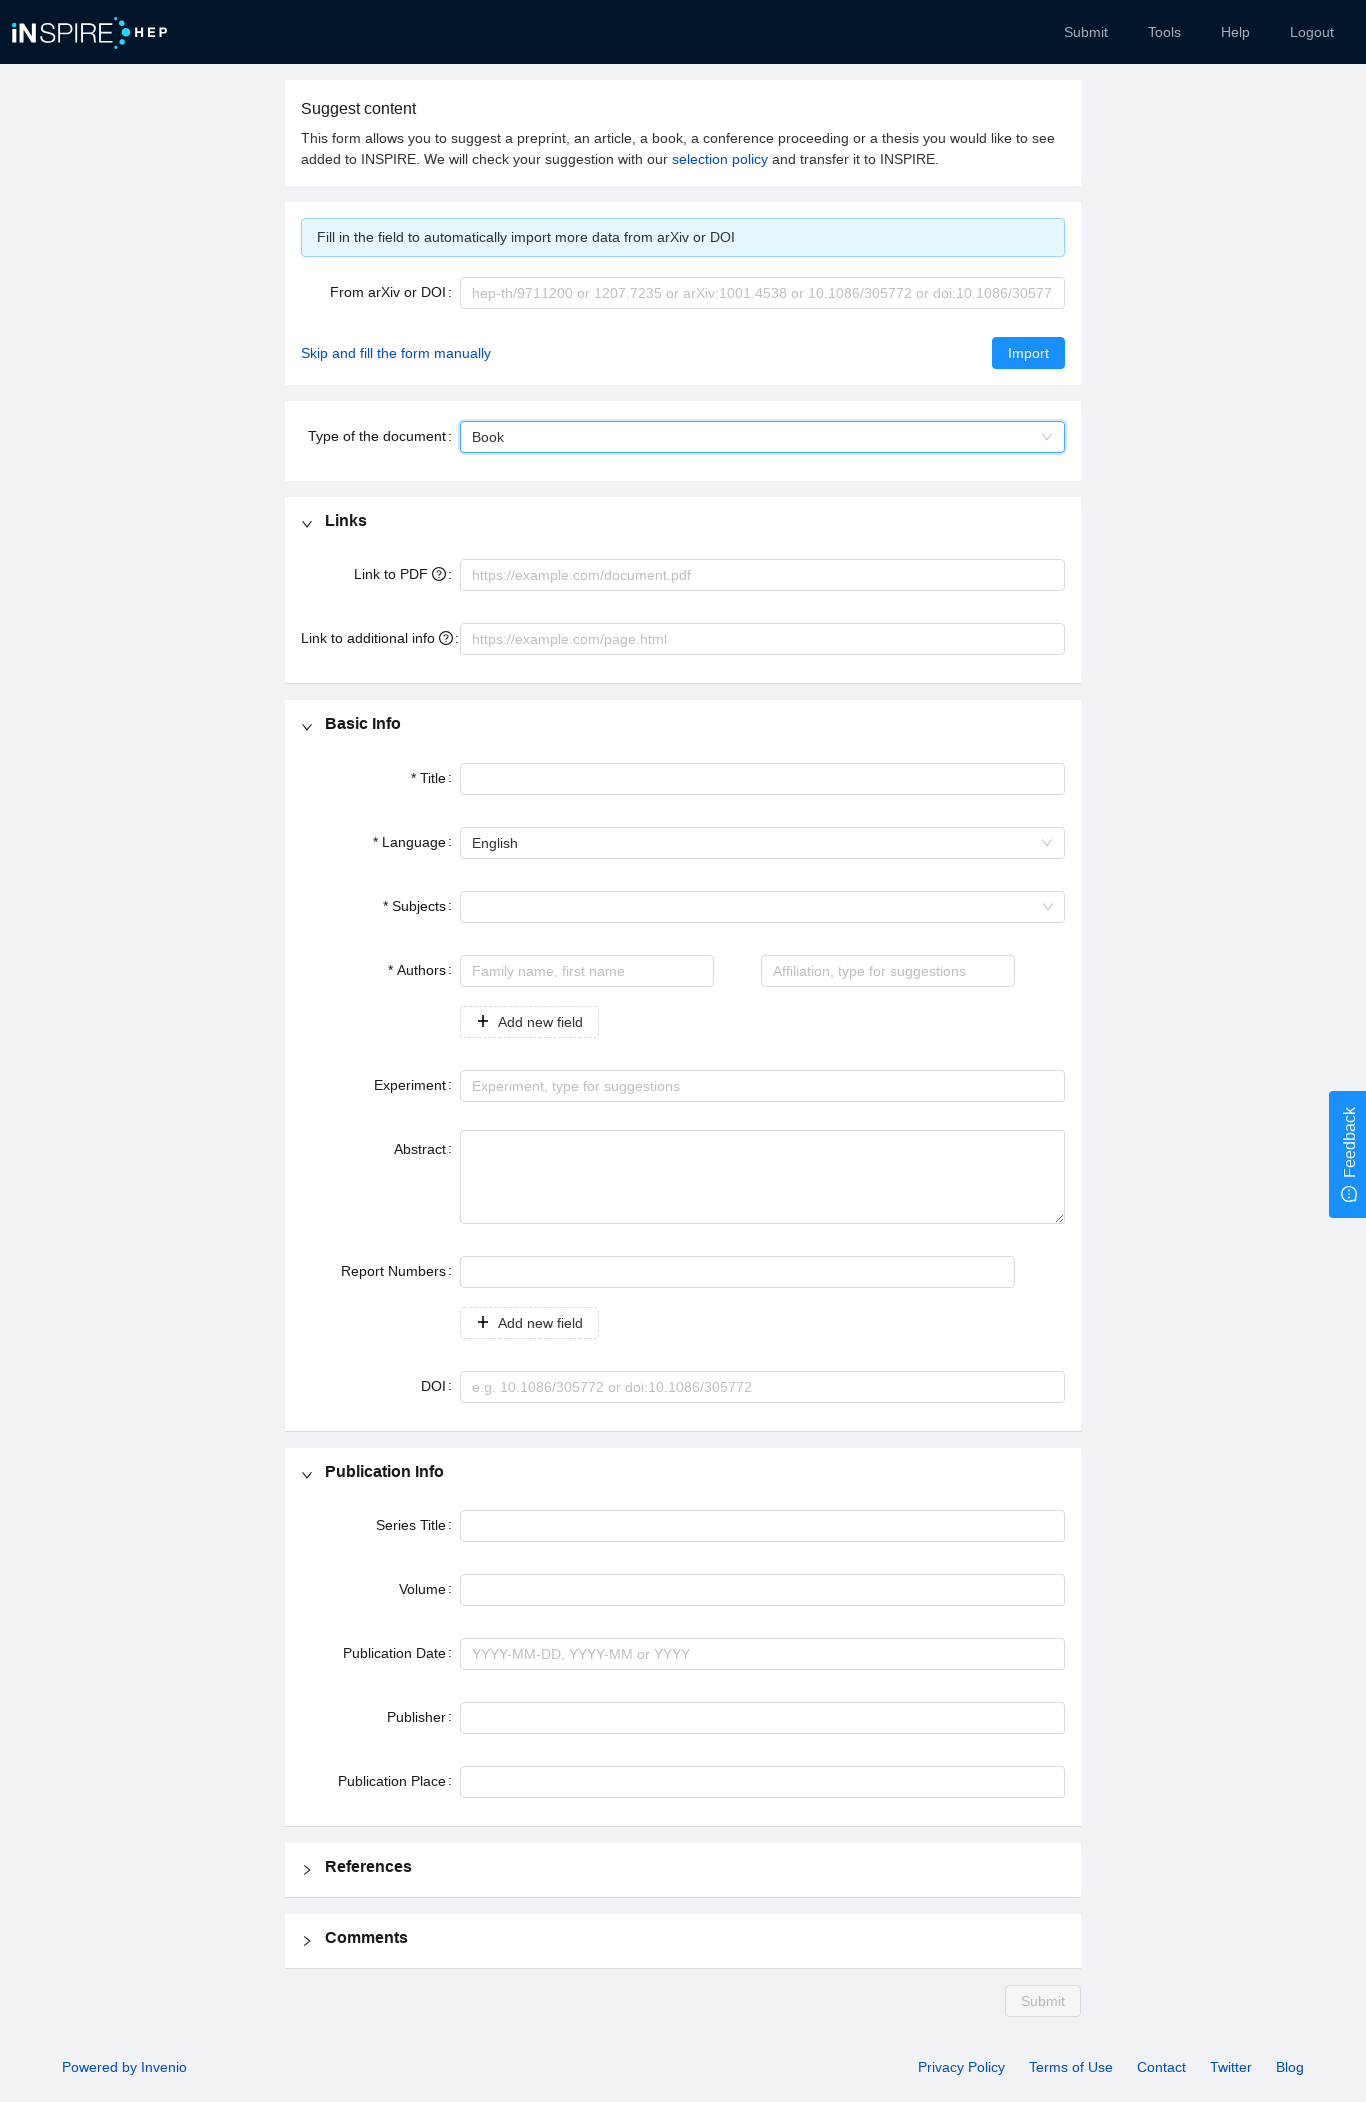 iNSPIRE HEP
Submit Tools Help Logout
Suggest content
This form allows you to suggest a preprint, an article, a book, a conference proceeding or a thesis you would like to see
added to INSPIRE. We will check your suggestion with our selection policy and transfer it to INSPIRE.
Fill in the field to automatically import more data from arXiv or DOI
From arXiv or DOI : hep-th/9711200 or 1207.7235 or arXiv:1001.4538 or 10.1086/305772 or doi:10.1086/30577
Skip and fill the form manually Import
Type of the document : Book
Links
Link to PDF : https://example.com/document.pdf
Link to additional info : https://example.com/page.html
Basic Info
* Title :
* Language : English
* Subjects :
* Authors : Family name, first name Affiliation, type for suggestions
+ Add new field
Experiment : Experiment, type for suggestions
Abstract :
Feedback
Report Numbers :
+ Add new field
DOI : e.g. 10.1086/305772 or doi:10.1086/305772
Publication Info
Series Title :
Volume :
Publication Date : YYYY-MM-DD, YYYY-MM or YYYY
Publisher :
Publication Place :
References
Comments
Submit
Powered by Invenio Privacy Policy Terms of Use Contact Twitter Blog